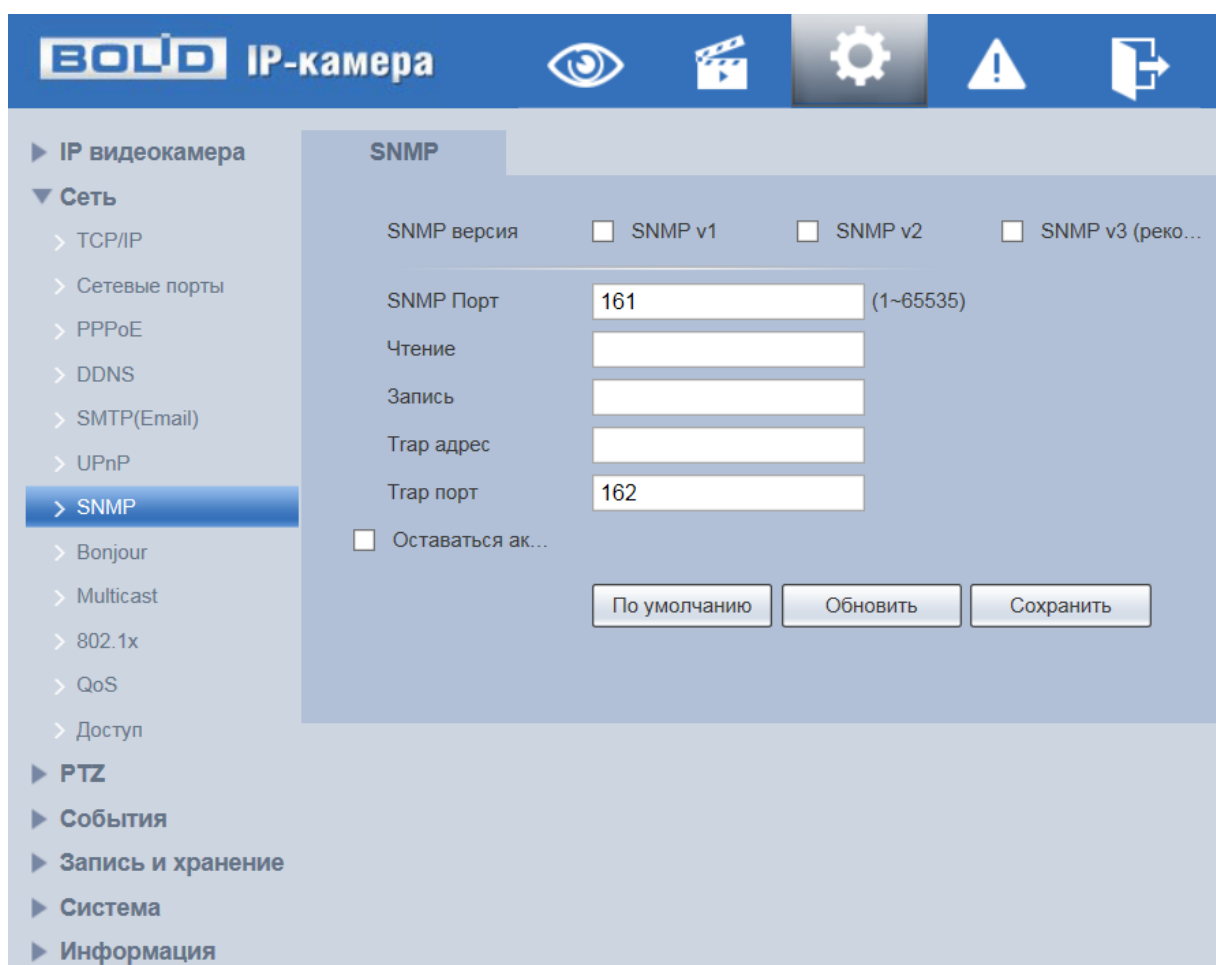 BOLID IP-камера
IP видеокамера
Сеть
TCP/IP
Сетевые порты
PPPoE
DDNS
SMTP(Email)
UPnP
SNMP
Bonjour
Multicast
802.1x
QoS
Доступ
PTZ
События
Запись и хранение
Система
Информация
SNMP
SNMP версия SNMP v1 SNMP v2 SNMP v3 (реко...
SNMP Порт 161 (1~65535)
Чтение
Запись
Trap адрес
Trap порт 162
Оставаться ак...
По умолчанию Обновить Сохранить